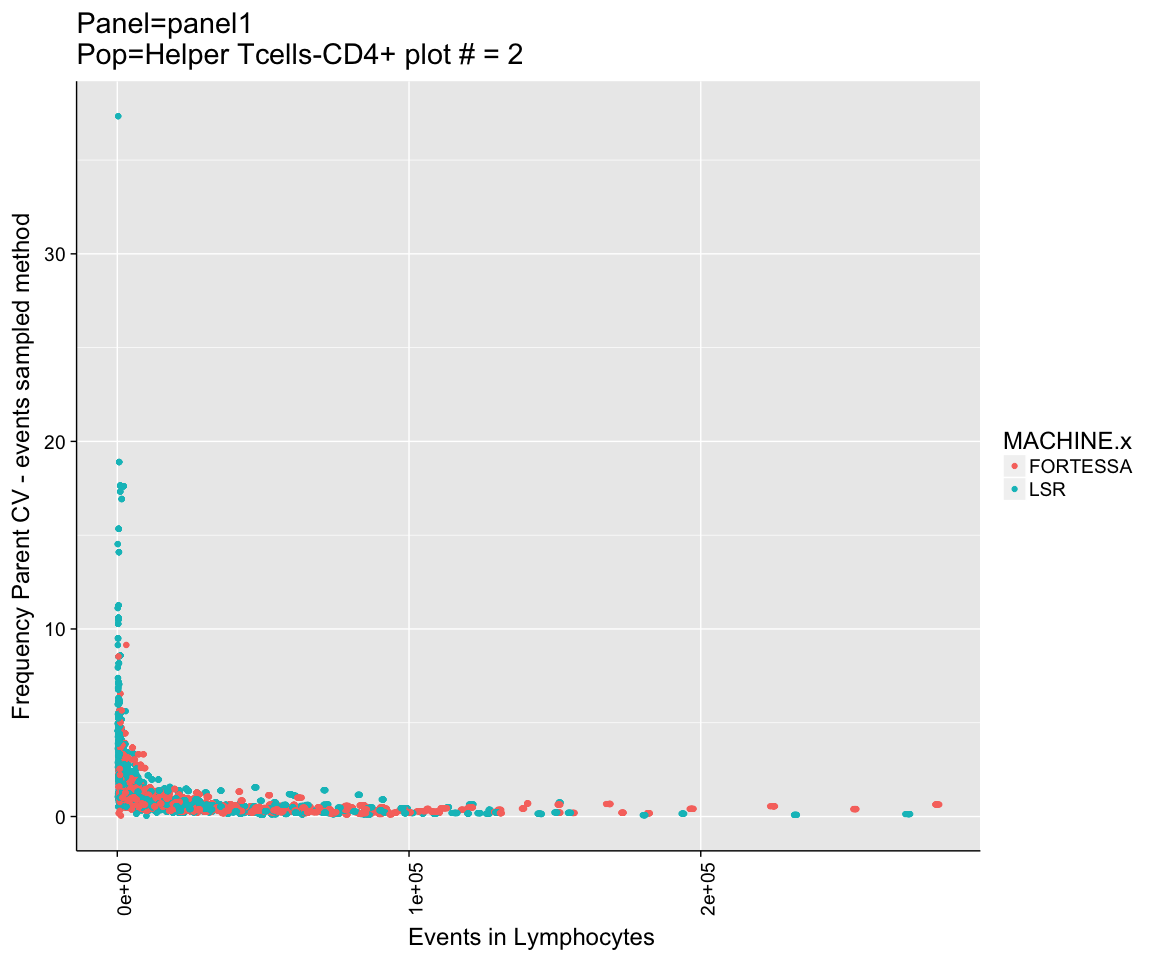 Panel=panel1
Pop=Helper Tcells-CD4+ plot # = 2
Frequency Parent CV - events sampled method
30
20
10
0
0e+00
1e+05
2e+05
Events in Lymphocytes
MACHINE.x
FORTESSA
LSR